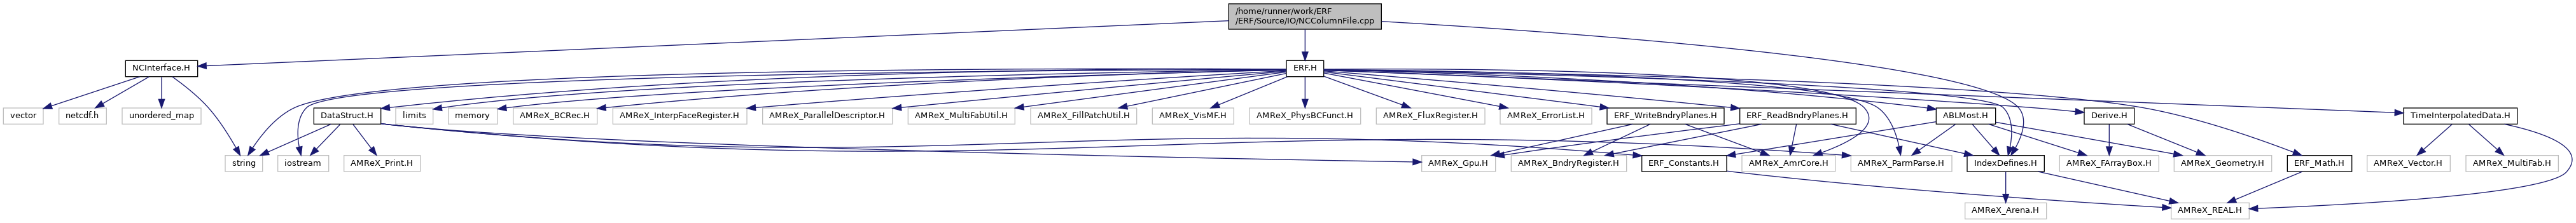 /home/runner/work/ERF
/ERF/Source/IO/NCColumnFile.cpp
NCInterface.H
ERF.H
vector
netcdf.h
unordered_map
DataStruct.H
limits
memory
AMReX_BCRec.H
AMReX_InterpFaceRegister.H
AMReX_ParallelDescriptor.H
AMReX_MultiFabUtil.H
AMReX_FillPatchUtil.H
AMReX_VisMF.H
AMReX_PhysBCFunct.H
AMReX_FluxRegister.H
AMReX_ErrorList.H
ERF_WriteBndryPlanes.H
ERF_ReadBndryPlanes.H
ABLMost.H
Derive.H
TimeInterpolatedData.H
string
iostream
AMReX_Print.H
AMReX_Gpu.H
AMReX_BndryRegister.H
ERF_Constants.H
AMReX_AmrCore.H
AMReX_ParmParse.H
IndexDefines.H
AMReX_FArrayBox.H
AMReX_Geometry.H
ERF_Math.H
AMReX_Vector.H
AMReX_MultiFab.H
AMReX_Arena.H
AMReX_REAL.H